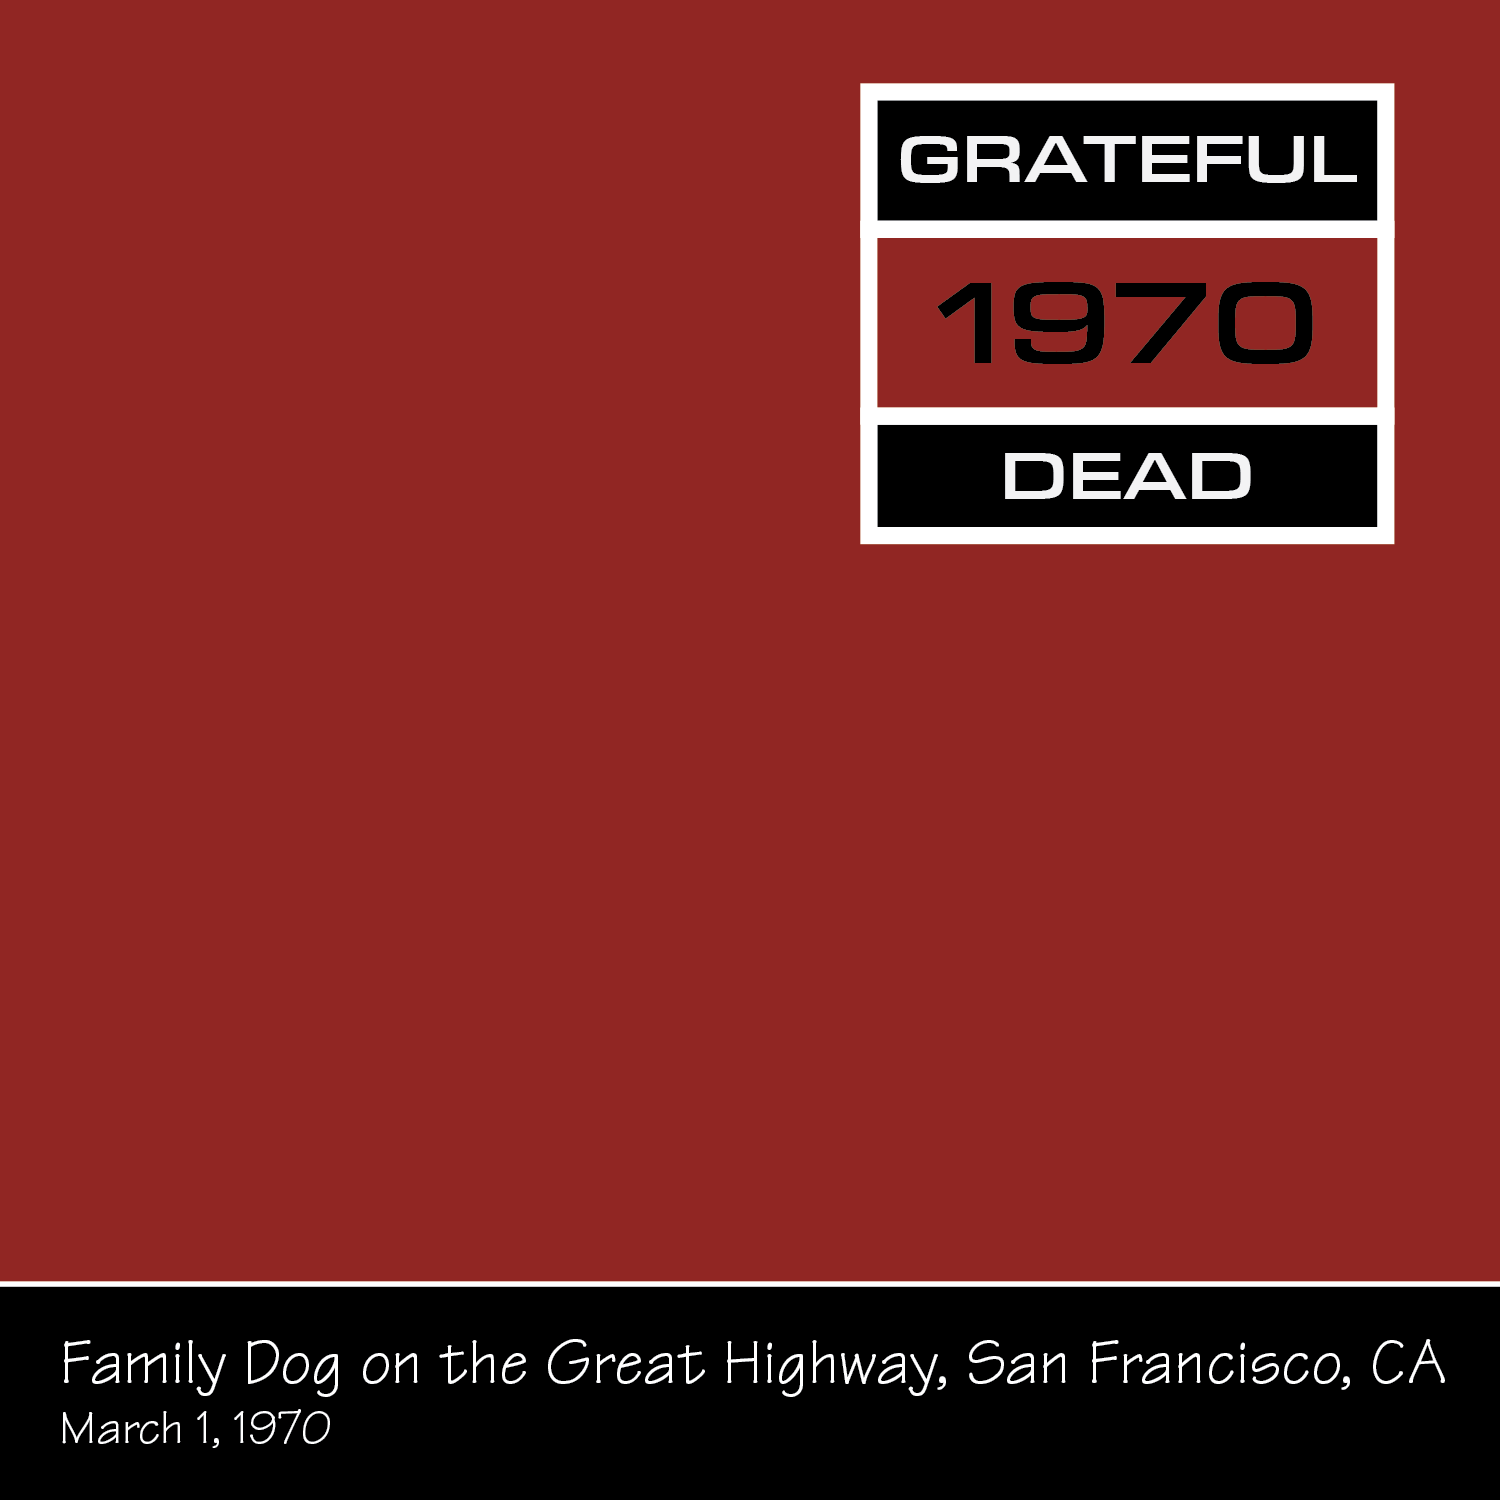 GRATEFUL
1970
DEAD
Family Dog on the Great Highway, San Francisco, CA
March 1, 1970